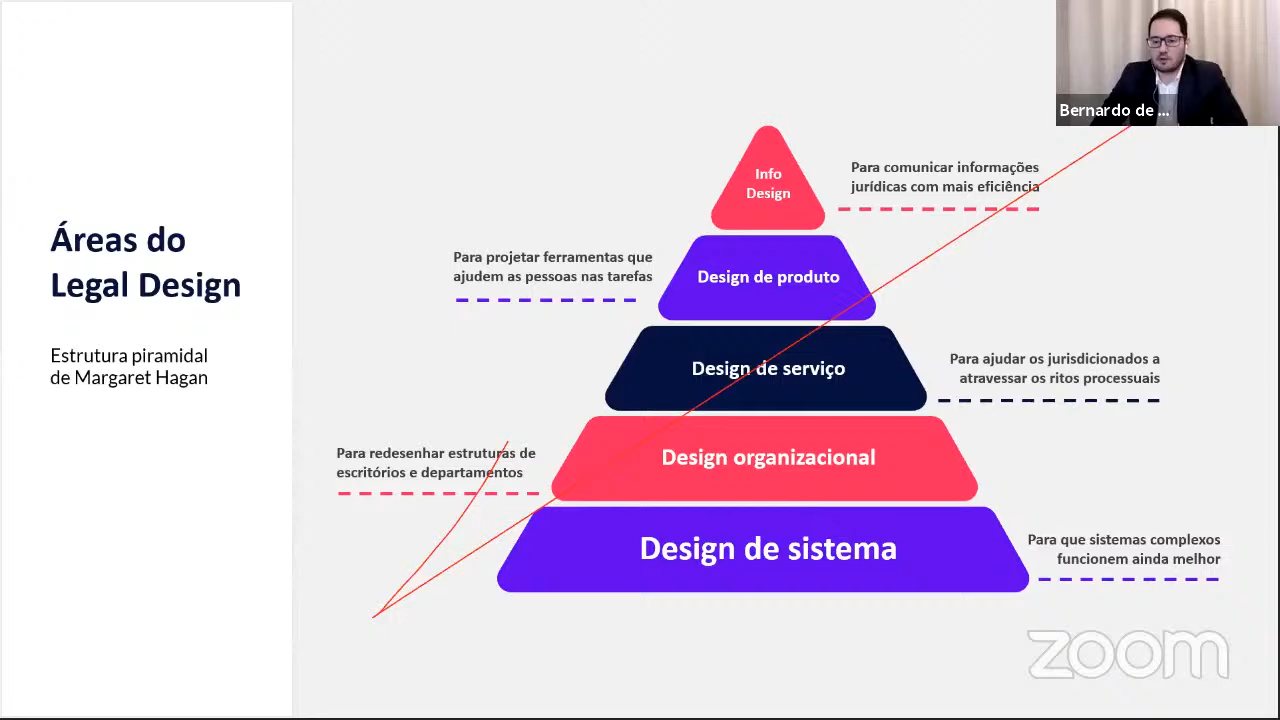 Áreas do
Legal Design
Estrutura piramidal
de Margaret Hagan
Info
Design
Para comunicar informações
jurídicas com mais eficiência
Para projetar ferramentas que
ajudem as pessoas nas tarefas
Design de produto
Design de serviço
Para ajudar os jurisdicionados a
atravessar os ritos processuais
Para redesenhar estruturas de
escritórios e departamentos
Design organizacional
Design de sistema
Para que sistemas complexos
funcionem ainda melhor
Bernardo de ...
zoom